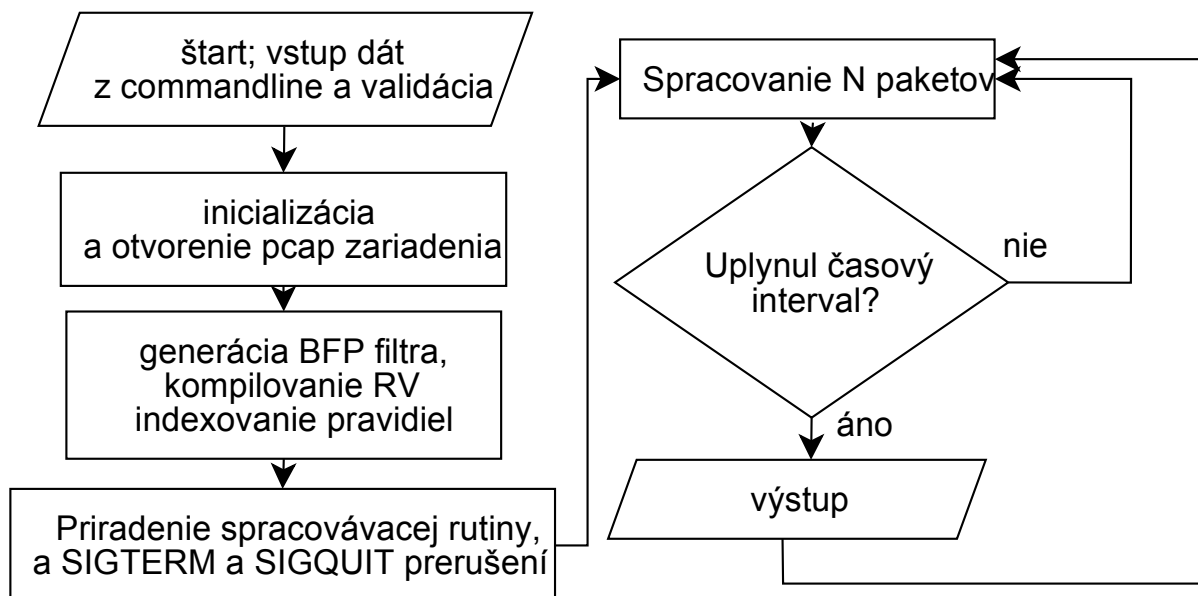 štart; vstup dát
z commandline a validácia
inicializácia
a otvorenie pcap zariadenia
generácia BFP filtra,
kompilovanie RV
indexovanie pravidiel
Priradenie spracovávacej rutiny,
a SIGTERM a SIGQUIT prerušení
Spracovanie N paketov
Uplynul časový
interval?
nie
áno
výstup